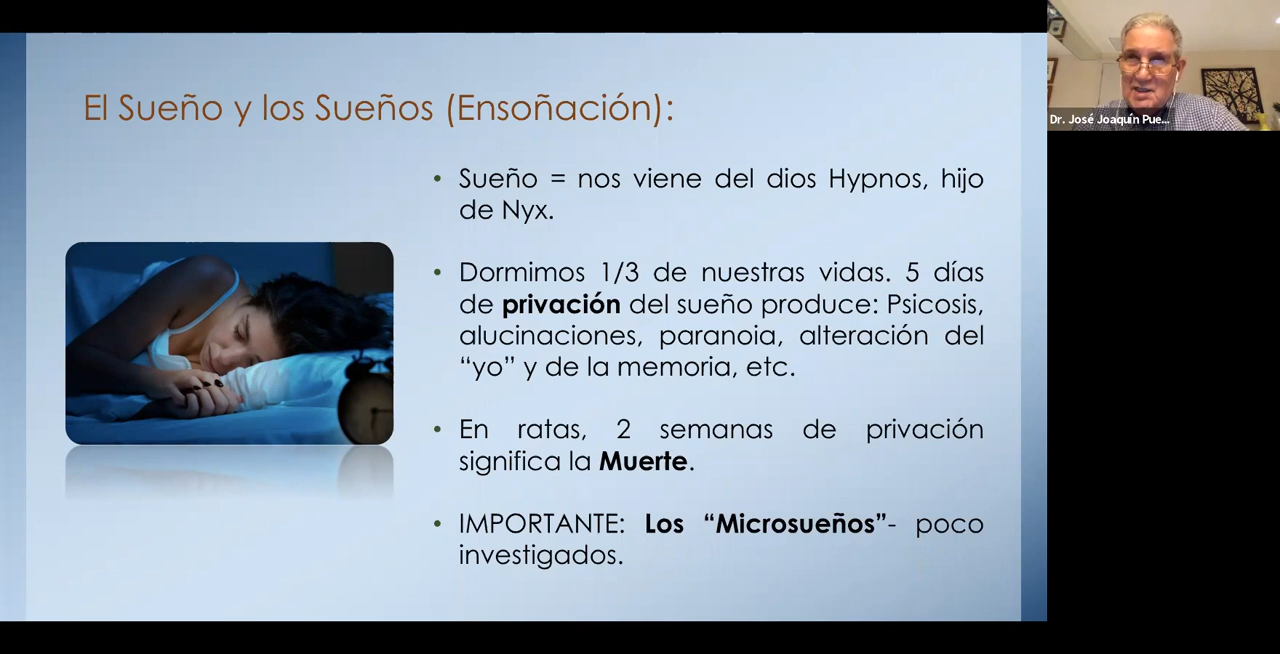 El Sueño y los Sueños (Ensoñación):
• Sueño = nos viene del dios Hypnos, hijo
de Nyx.
• Dormimos 1/3 de nuestras vidas. 5 días
de privación del sueño produce: Psicosis,
alucinaciones, paranoia, alteración del
“yo” y de la memoria, etc.
• En ratas, 2 semanas de privación
significa la Muerte.
• IMPORTANTE: Los “Microsueños”- poco
investigados.
Dr. José Joaquín Pue...